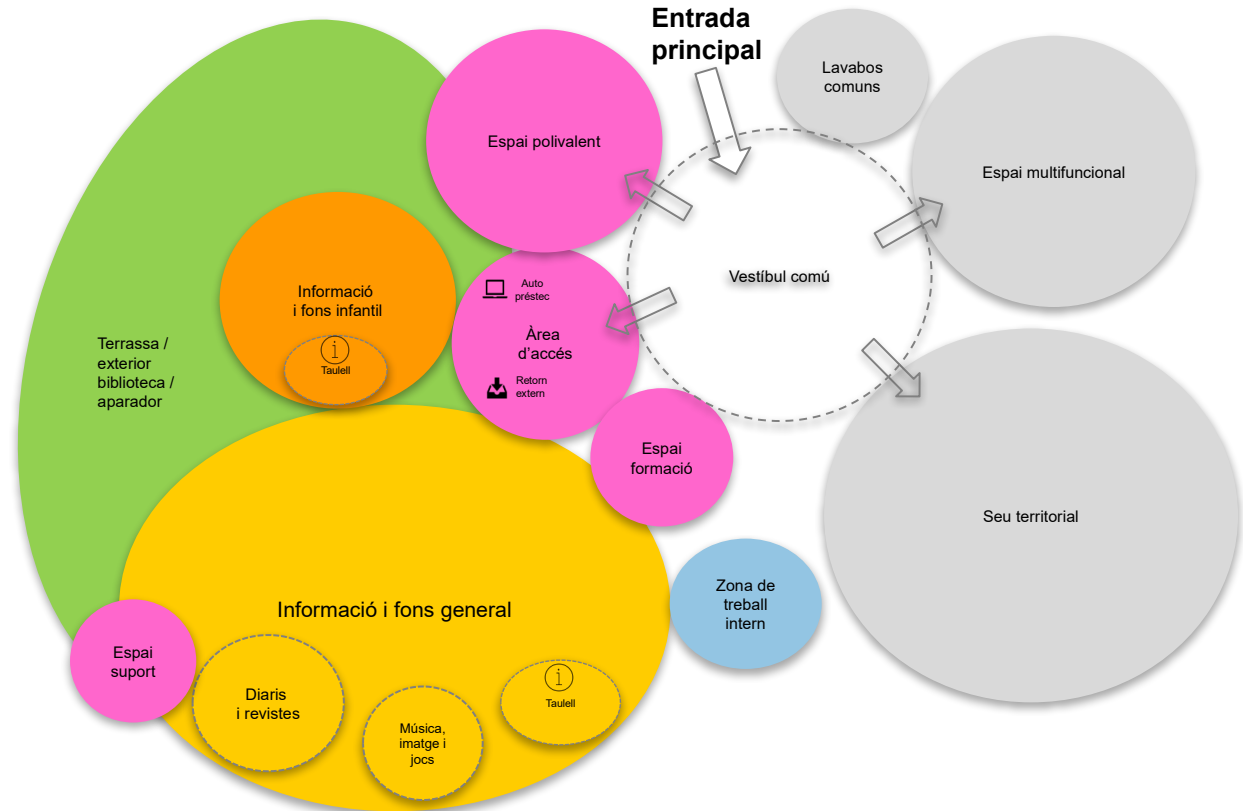 Entrada
principal
Lavabos
comuns
Espai polivalent
Espai multifuncional
Vestíbul comú
Informació
i fons infantil
Taulell
Auto
préstec
Àrea
d’accés
Retorn
extern
Terrassa /
exterior
biblioteca /
aparador
Espai
formació
Seu territorial
Zona de
treball
intern
Informació i fons general
Espai
suport
Diaris
i revistes
Música,
imatge i
jocs
Taulell